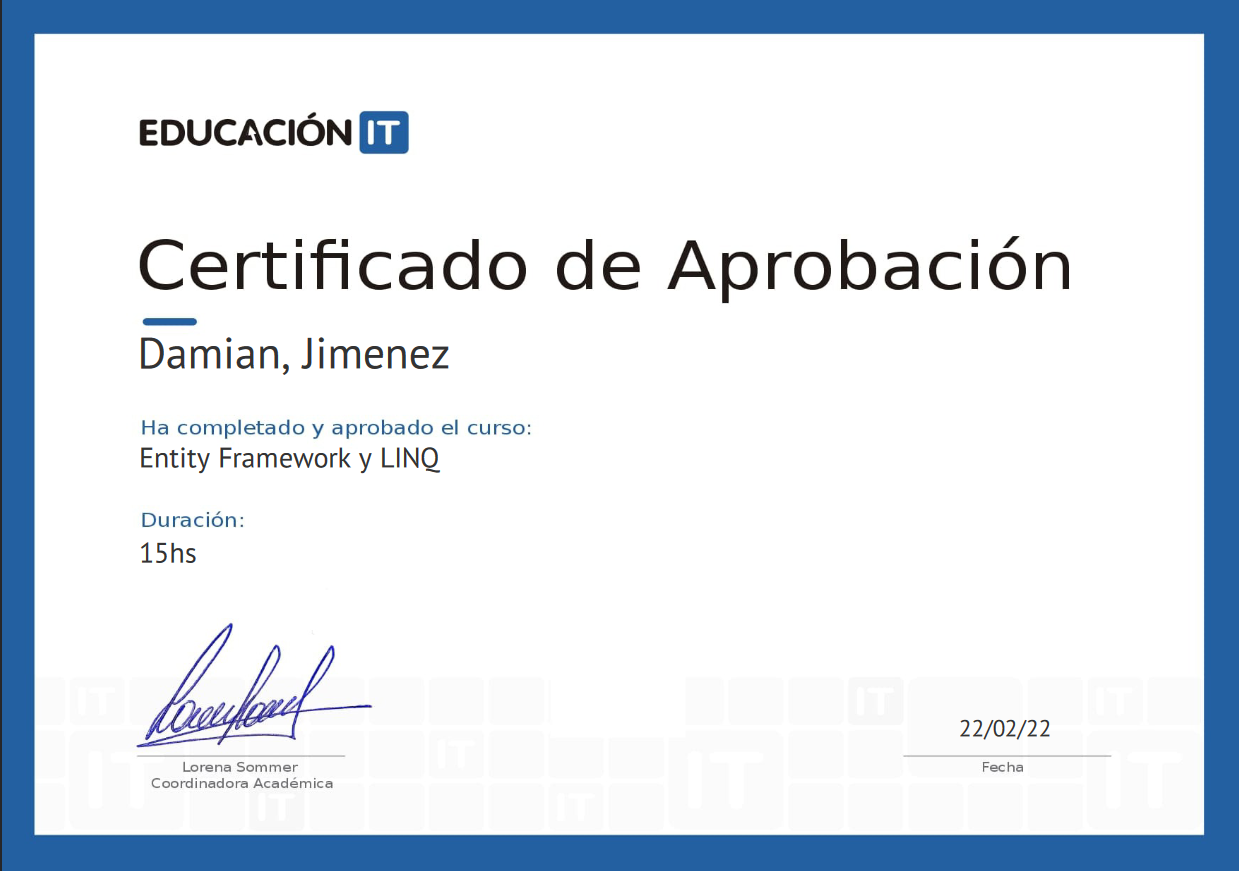 EDUCACIÓN IT
Certificado de Aprobación
Damian, Jimenez
Ha completado y aprobado el curso:
Entity Framework y LINQ
Duración:
15hs
22/02/22
Lorena Sommer
Fecha
Coordinadora Académica